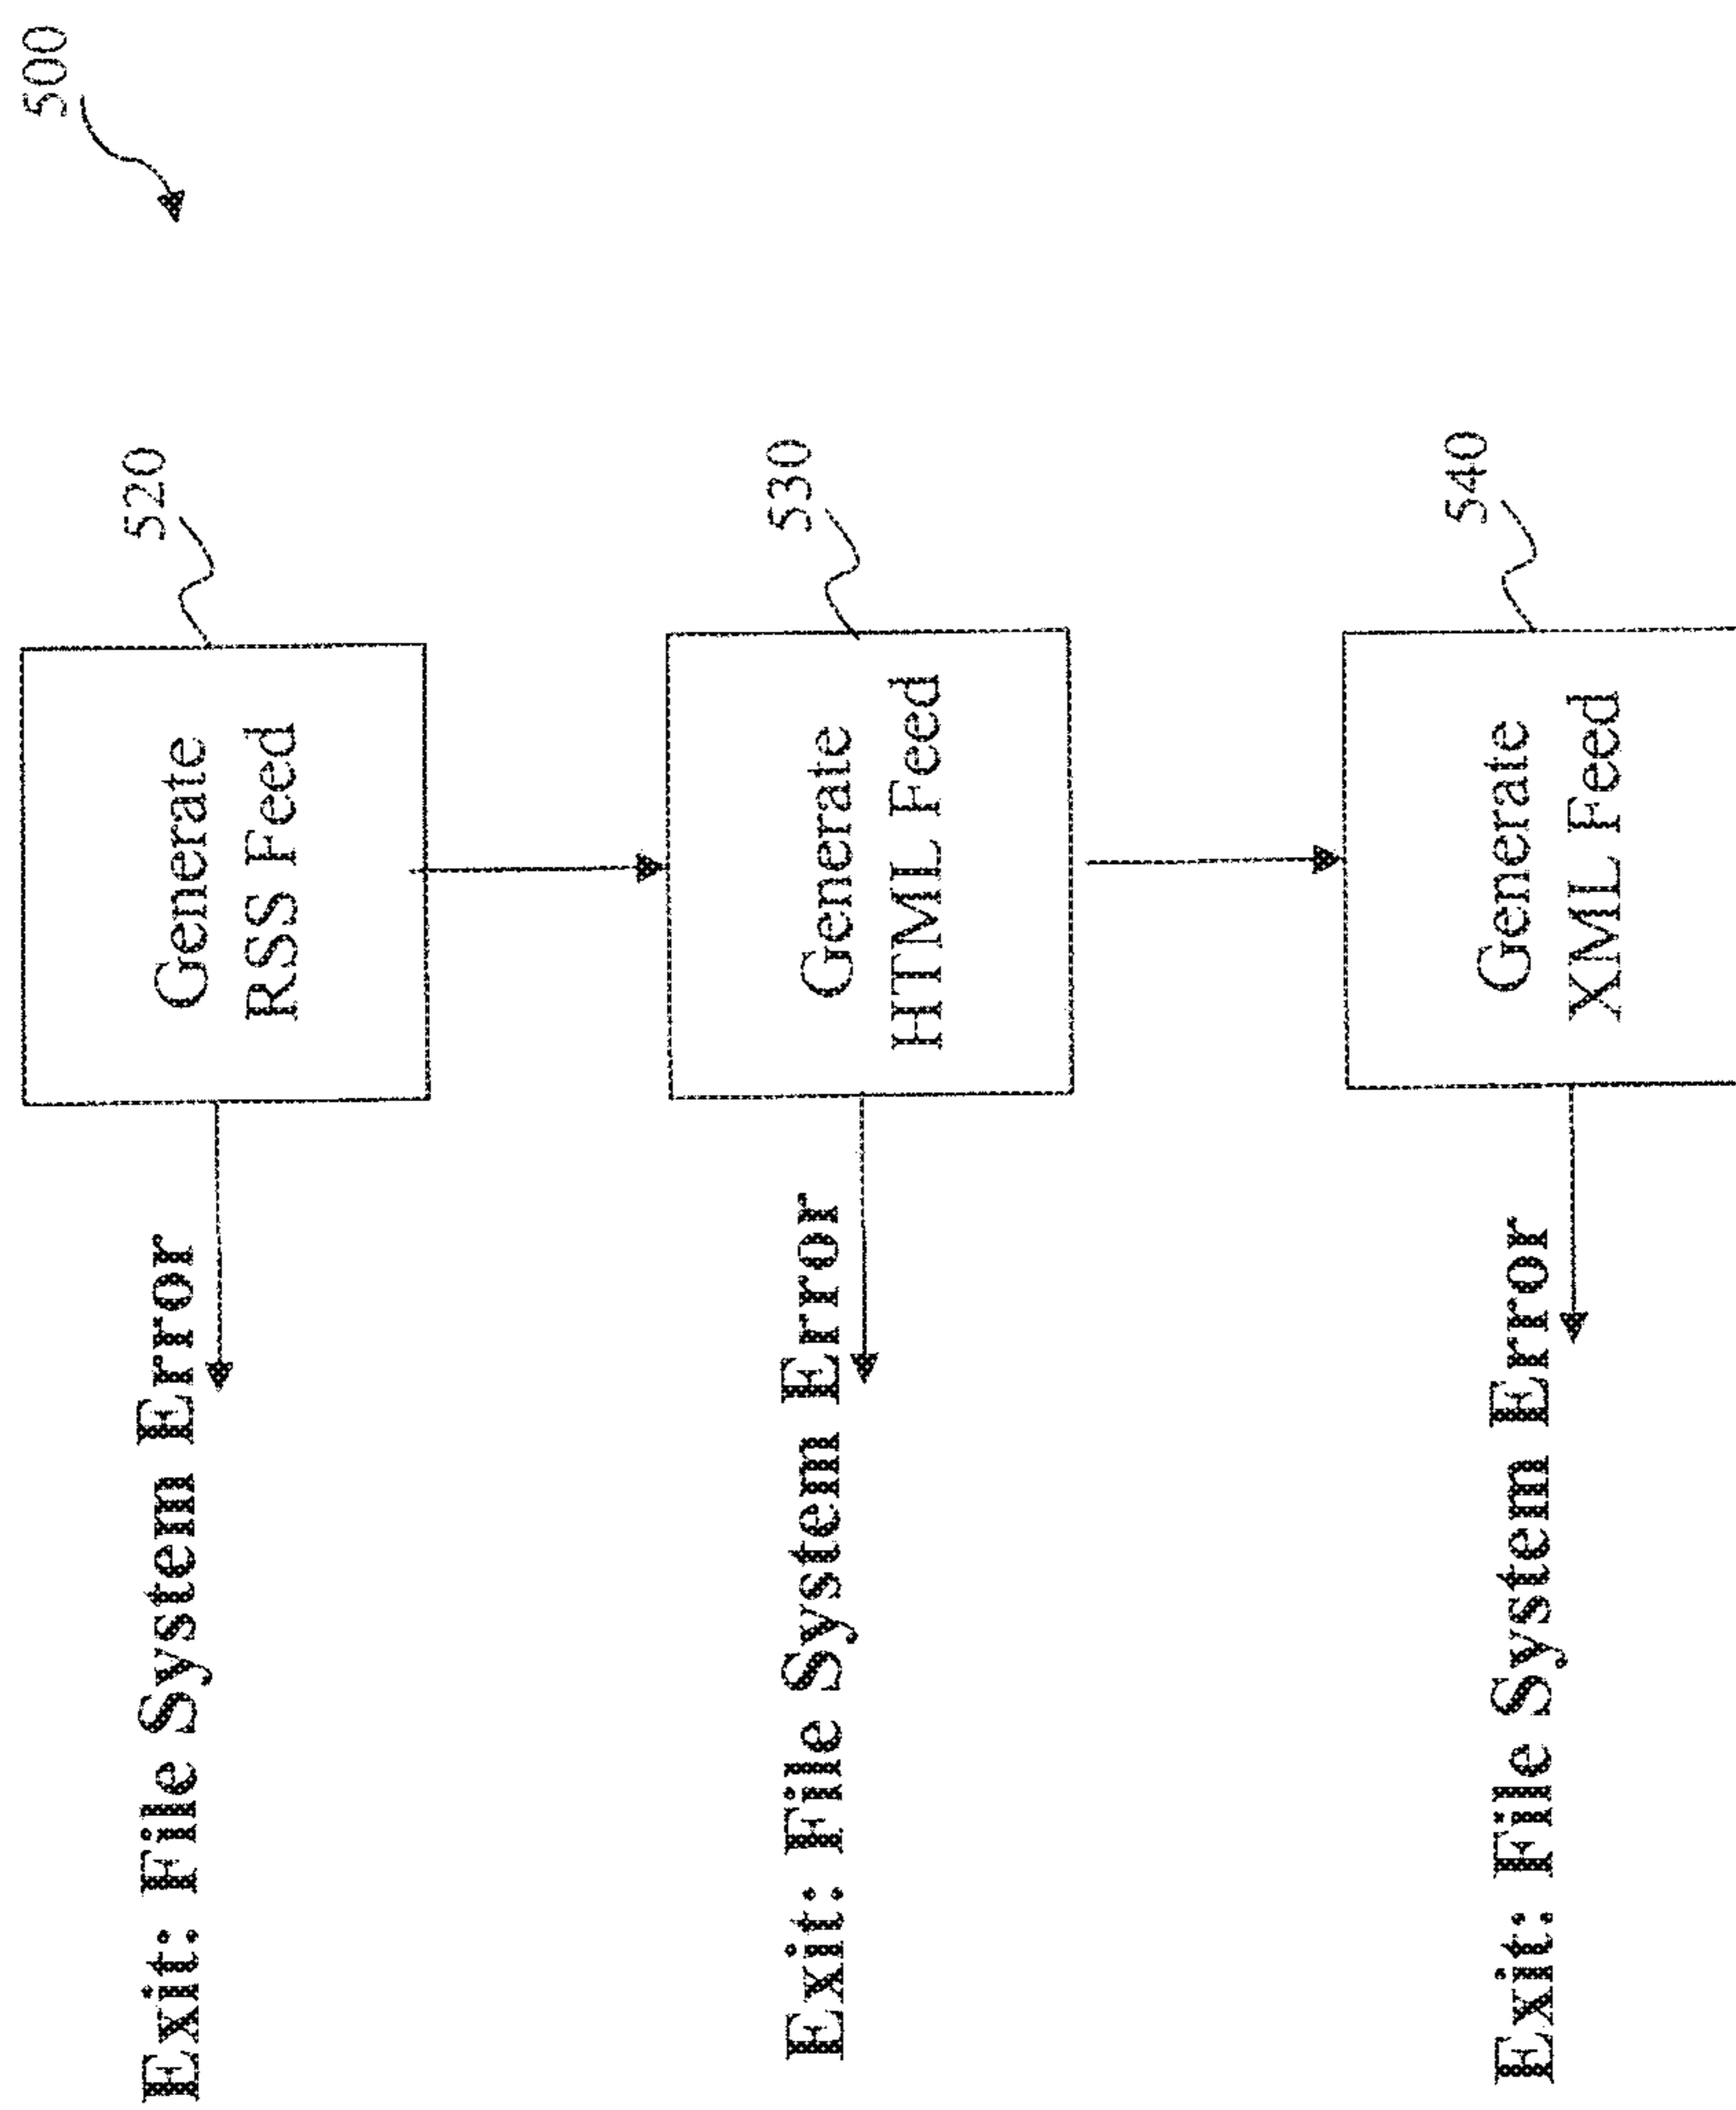 500
520
Generate
RSS Feed
Exit: File System Error
530
Generate
HTML Feed
Exit: File System Error
540
Generate
XML Feed
Exit: File System Error